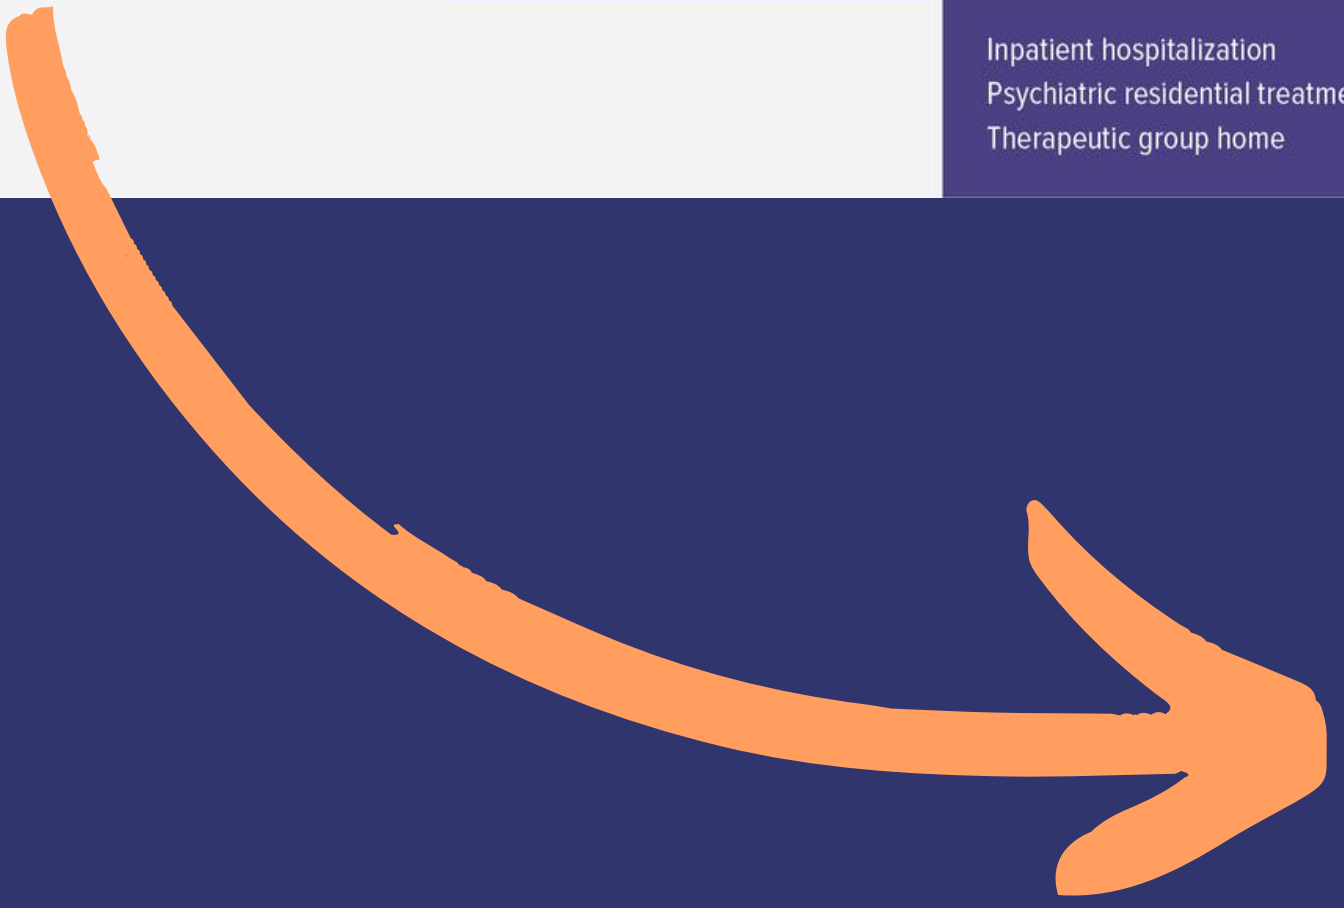 Inpatient hospitalization
Psychiatric residential treatme
Therapeutic group home